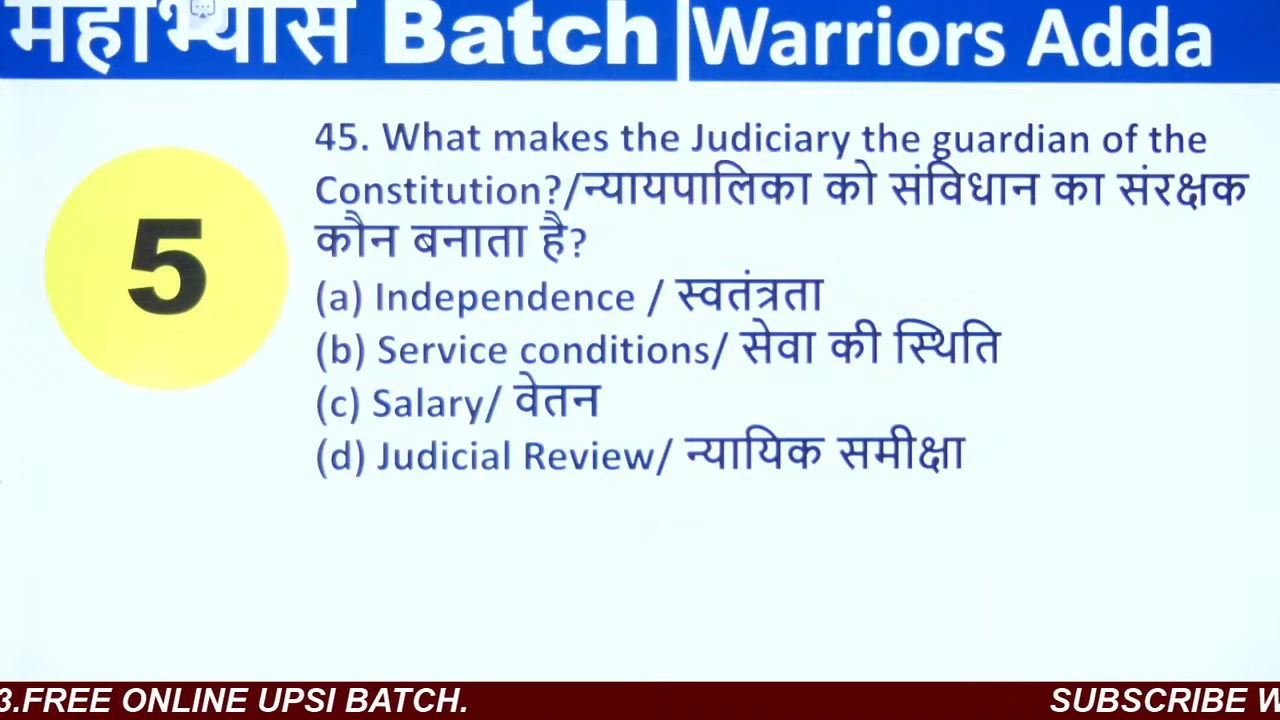 महाभ्यास Batch Warriors Adda
5
45. What makes the Judiciary the guardian of the
Constitution?/न्यायपालिका को संविधान का संरक्षक
कौन बनाता है?
(a) Independence / स्वतंत्रता
(b) Service conditions/ सेवा की स्थिति
(c) Salary/ वेतन
(d) Judicial Review/ न्यायिक समीक्षा
3.FREE ONLINE UPSI BATCH. SUBSCRIBE W